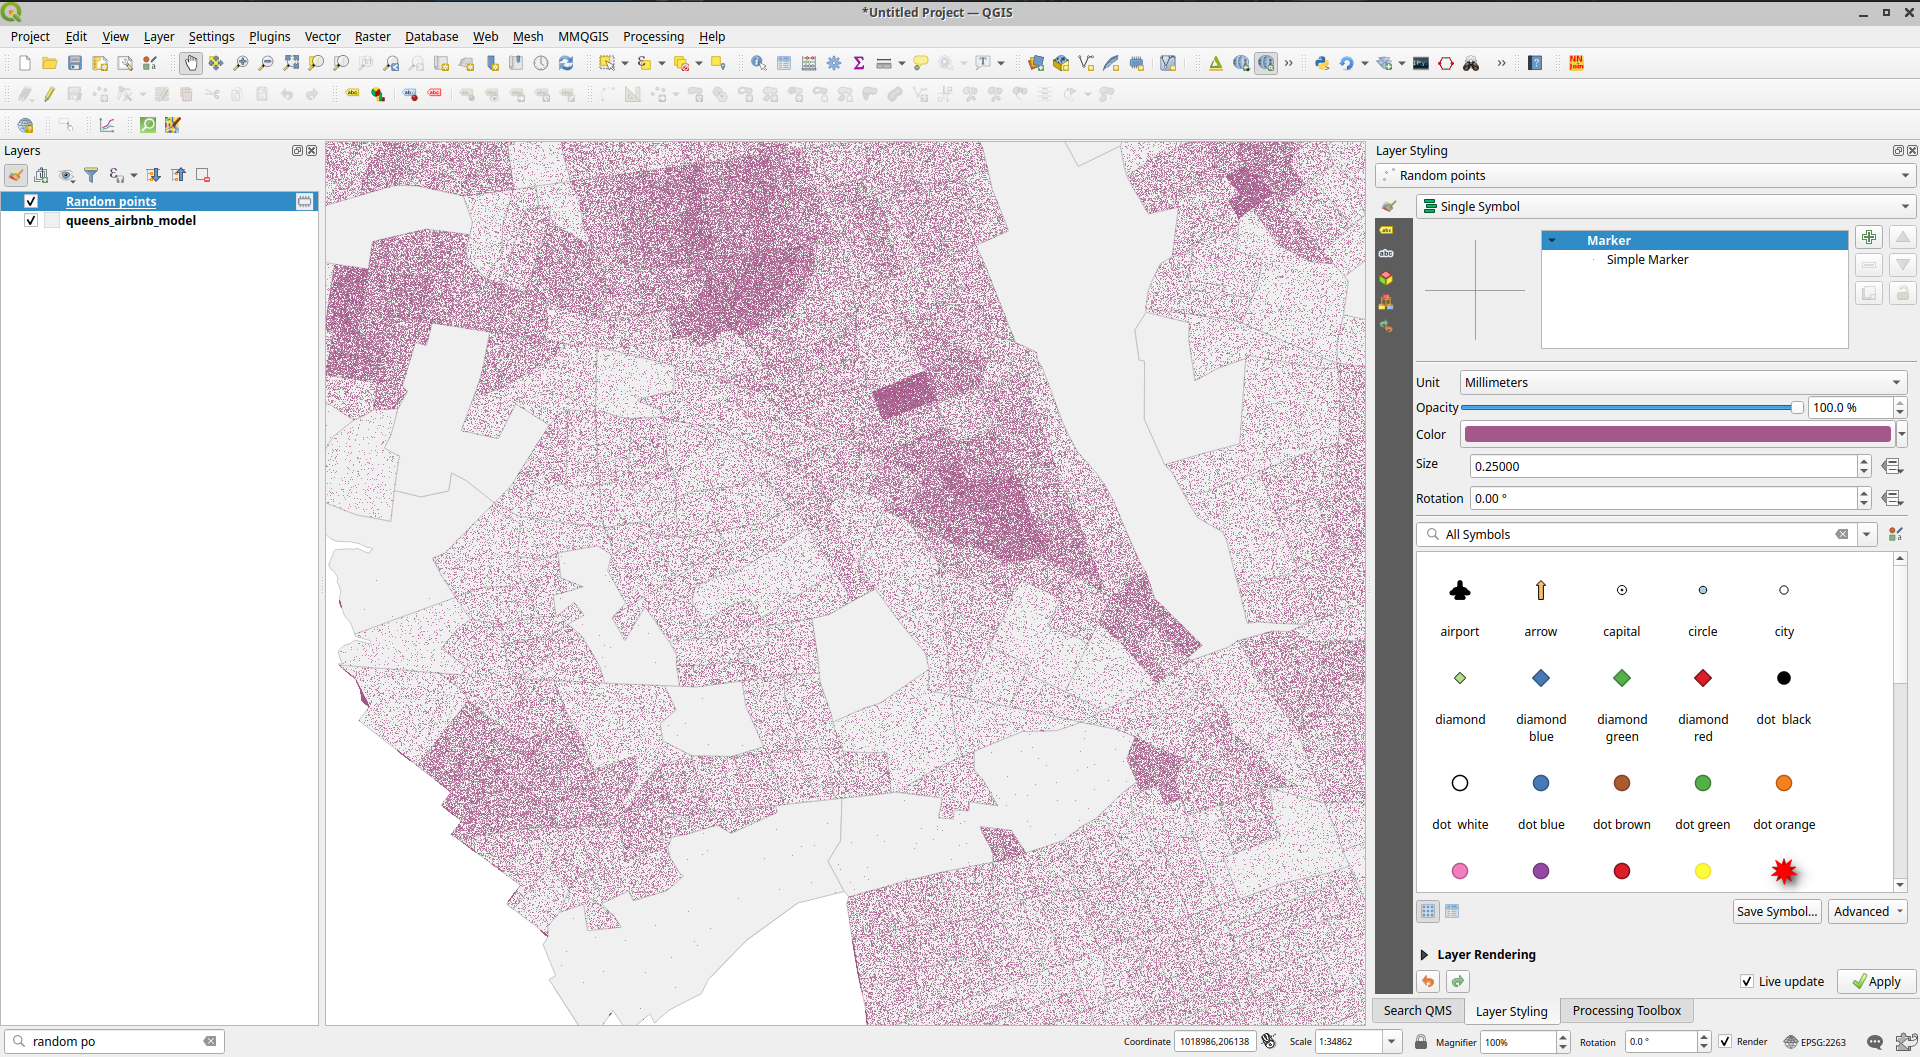 *Untitled Project — QGIS
Project Edit View Layer Settings Plugins Vector Raster Database Web Mesh MMQGIS Processing Help
Layers
Random points
queens_airbnb_model
Layer Styling
Random points
Single Symbol
Marker
Simple Marker
Unit Millimeters
Opacity 100.0 %
Color
Size 0.25000
Rotation 0.00 °
All Symbols
airport arrow capital circle city
diamond diamond blue diamond green diamond red dot black
dot white dot blue dot brown dot green dot orange
Save Symbol... Advanced
Layer Rendering
Live update Apply
Search QMS Layer Styling Processing Toolbox
random po
Coordinate 1018986,206138 Scale 1:34862 Magnifier 100% Rotation 0.0 ° Render EPSG:2263